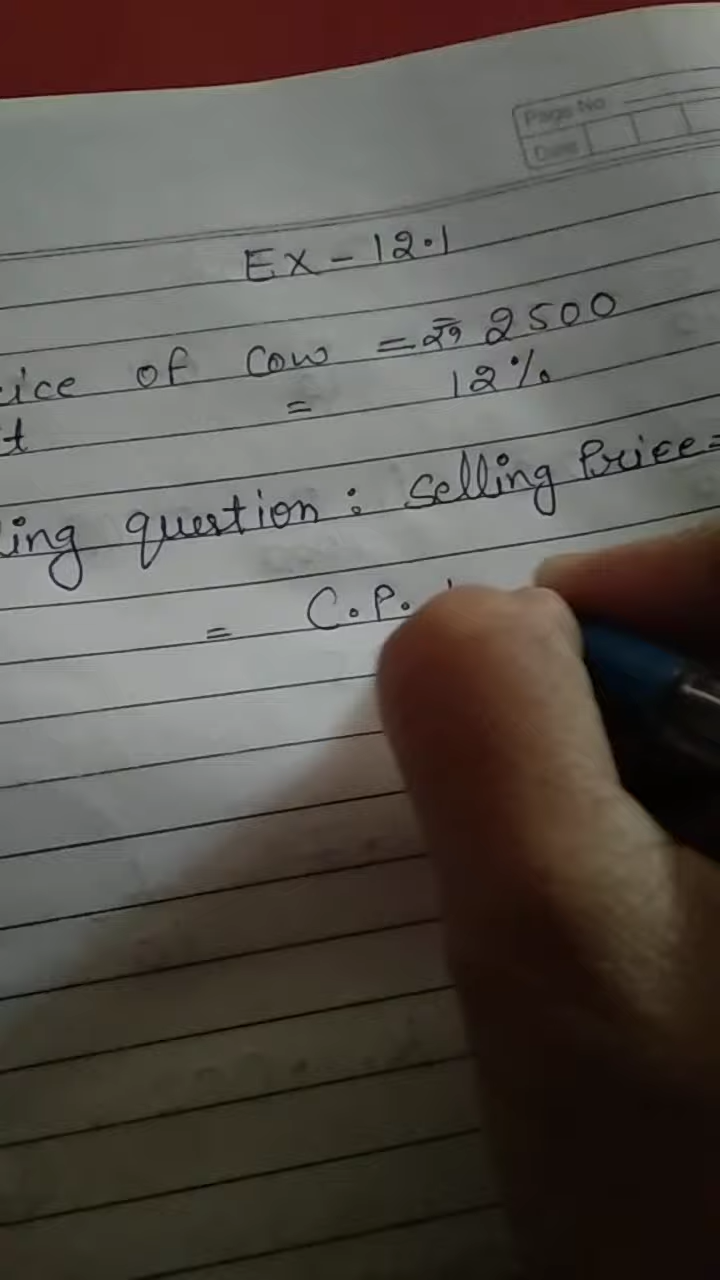 Page No
Date
Ex - 12.1
ice of Cow = रु 2500
t = 12%
ing question : Selling Price =
= C.P.